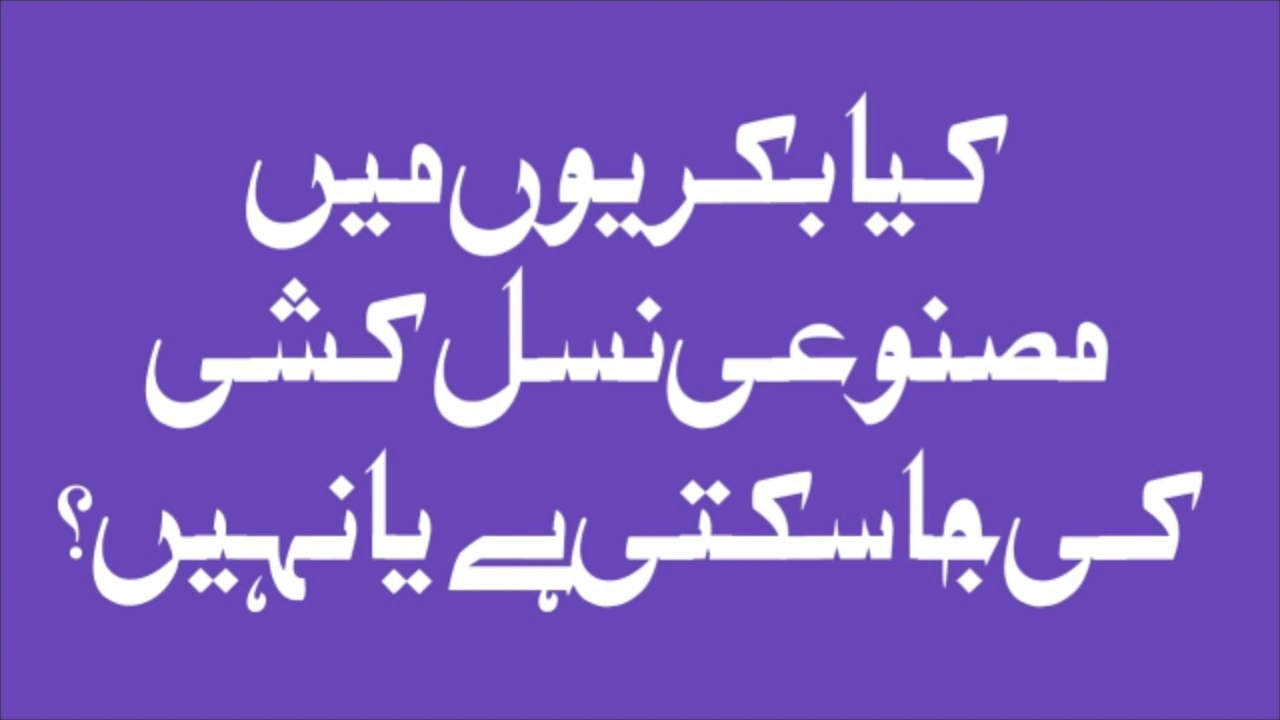 کیا بکریوں میں
مصنوعی نسل کشی
کی جا سکتی ہے یا نہیں؟